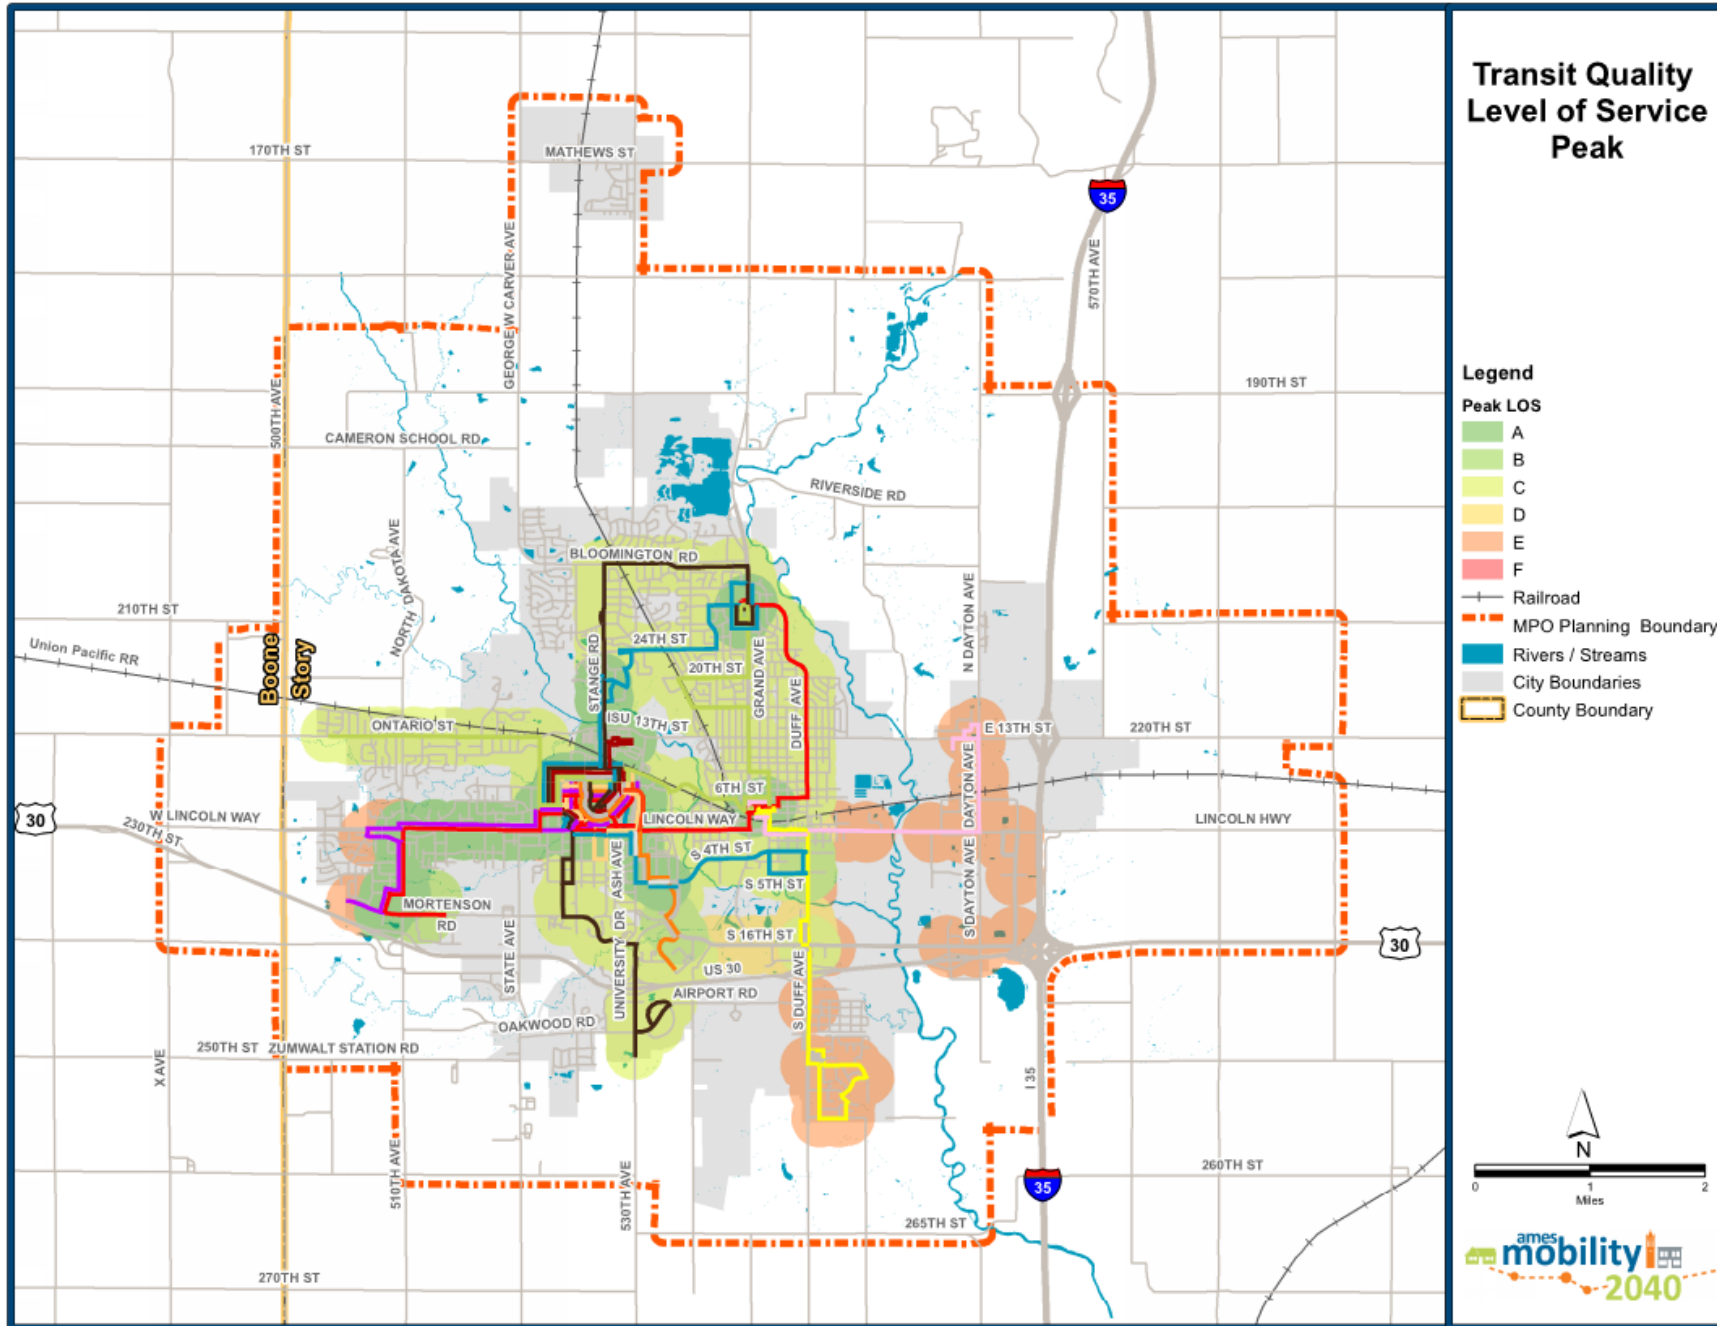 Transit Quality
Level of Service
Peak
Legend
Peak LOS
A
B
C
D
E
F
Railroad
MPO Planning Boundary
Rivers / Streams
City Boundaries
County Boundary
N
0 1 2
Miles
ames
mobility
2040
170TH ST
MATHEWS ST
35
GEORGE W CARVER AVE
570TH AVE
500TH AVE
190TH ST
CAMERON SCHOOL RD
RIVERSIDE RD
NORTH DAKOTA AVE
BLOOMINGTON RD
N DAYTON AVE
210TH ST
Union Pacific RR
Boone
Story
STANGE RD
24TH ST
20TH ST
GRAND AVE
DUFF AVE
ONTARIO ST
ISU 13TH ST
E 13TH ST
220TH ST
DAYTON AVE
6TH ST
30
W LINCOLN WAY
230TH ST
LINCOLN WAY
LINCOLN HWY
S 4TH ST
ASH AVE
S 5TH ST
MORTENSON
RD
STATE AVE
UNIVERSITY DR
S 16TH ST
S DAYTON AVE
30
US 30
S DUFF AVE
AIRPORT RD
OAKWOOD RD
250TH ST
ZUMWALT STATION RD
X AVE
I 35
510TH AVE
530TH AVE
260TH ST
35
265TH ST
270TH ST